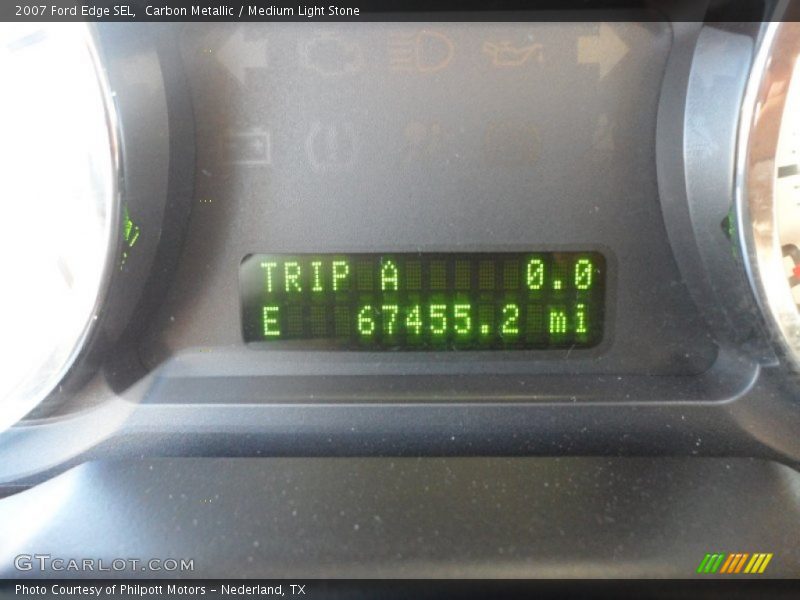 2007 Ford Edge SEL, Carbon Metallic / Medium Light Stone
TRIP A 0.0
E 67455.2 mi
GTCARLOT.COM
Photo Courtesy of Philpott Motors - Nederland, TX